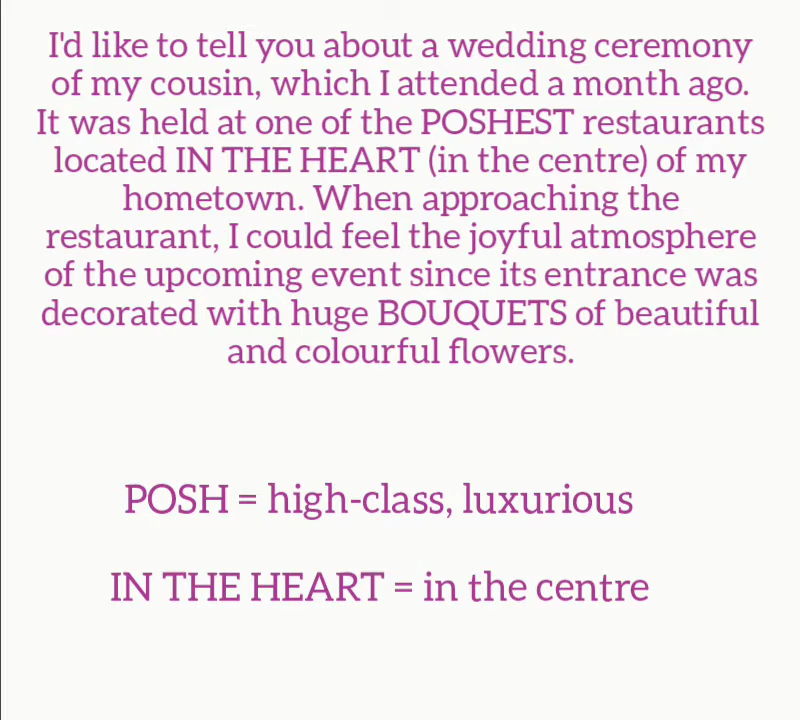 I'd like to tell you about a wedding ceremony
of my cousin, which I attended a month ago.
It was held at one of the POSHEST restaurants
located IN THE HEART (in the centre) of my
hometown. When approaching the
restaurant, I could feel the joyful atmosphere
of the upcoming event since its entrance was
decorated with huge BOUQUETS of beautiful
and colourful flowers.
POSH = high-class, luxurious
IN THE HEART = in the centre